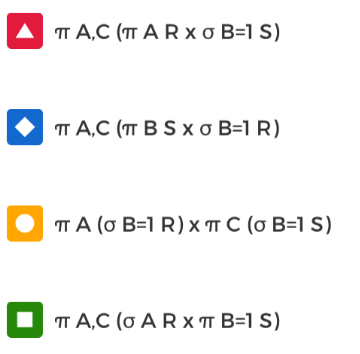 π A,C (π A R x σ B=1 S)
π A,C (π B S x σ B=1 R)
π A (σ B=1 R) x π C (σ B=1 S)
π A,C (σ A R x π B=1 S)